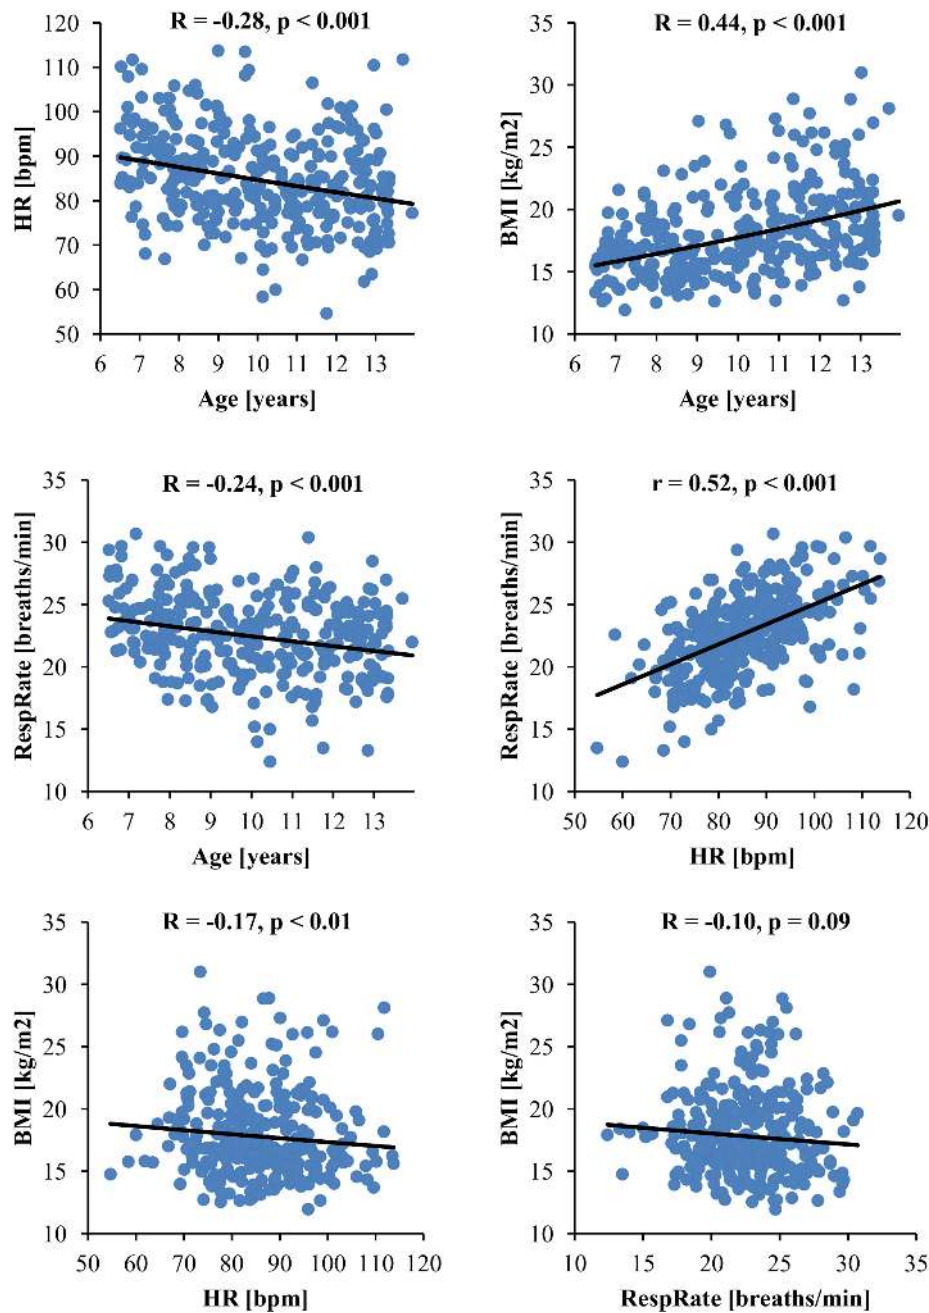 R = -0.28, p < 0.001
120
110
100
90
80
70
60
50
HR [bpm]
6 7 8 9 10 11 12 13
Age [years]
R = 0.44, p < 0.001
35
30
25
20
15
10
BMI [kg/m2]
6 7 8 9 10 11 12 13
Age [years]
R = -0.24, p < 0.001
35
30
25
20
15
10
RespRate [breaths/min]
6 7 8 9 10 11 12 13
Age [years]
r = 0.52, p < 0.001
35
30
25
20
15
10
RespRate [breaths/min]
50 60 70 80 90 100 110 120
HR [bpm]
R = -0.17, p < 0.01
35
30
25
20
15
10
BMI [kg/m2]
50 60 70 80 90 100 110 120
HR [bpm]
R = -0.10, p = 0.09
35
30
25
20
15
10
BMI [kg/m2]
10 15 20 25 30 35
RespRate [breaths/min]